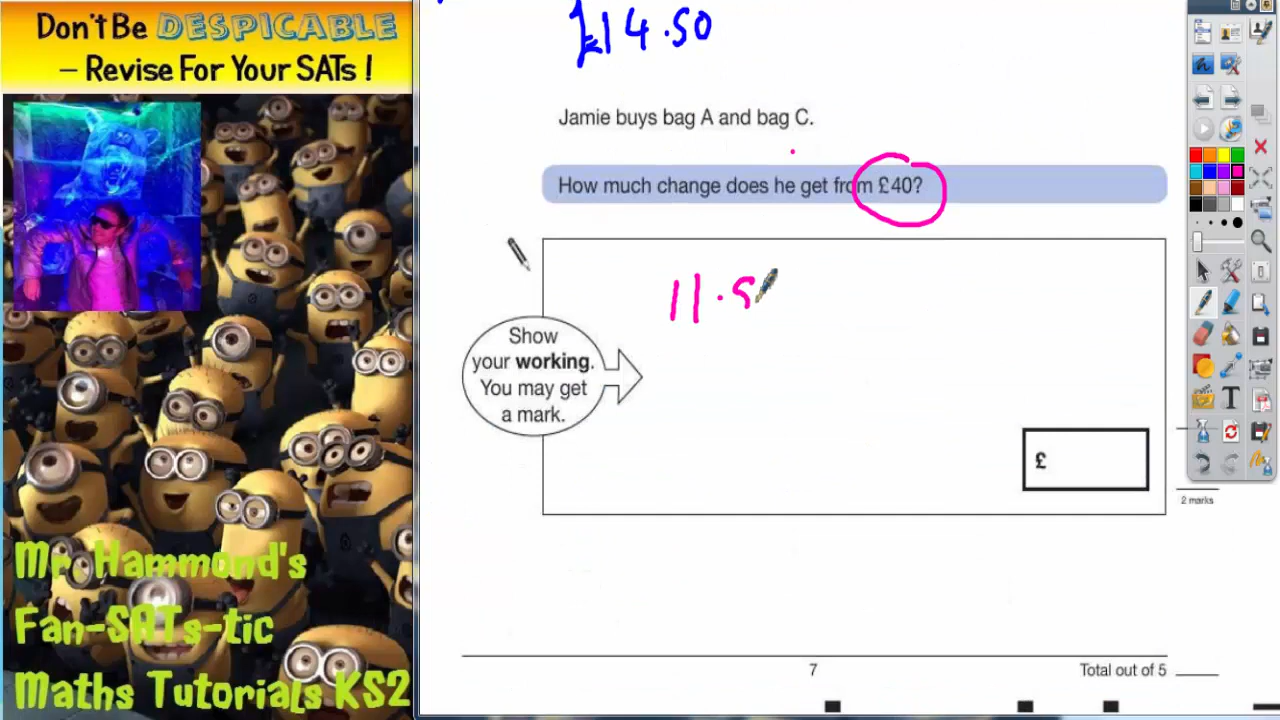 Don't Be DESPICABLE
– Revise For Your SATs !
Mr. Hammond's
Fan-SATs-tic
Maths Tutorials KS2
£14.50
Jamie buys bag A and bag C.
How much change does he get from £40?
11.9
Show
your working.
You may get
a mark.
£
2 marks
7
Total out of 5